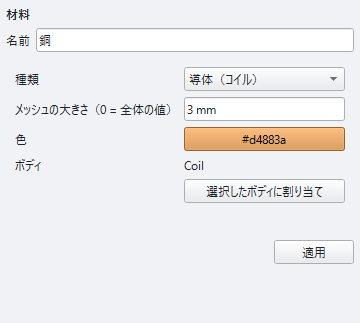 材料
名前 銅
種類 導体（コイル）
メッシュの大きさ（0 = 全体の値） 3 mm
色 #d4883a
ボディ Coil
選択したボディに割り当て
適用